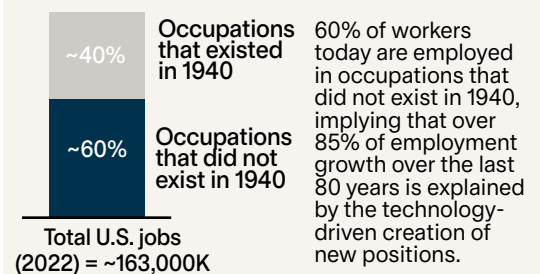 ~40%
Occupations
that existed
in 1940
~60%
Occupations
that did not
exist in 1940
Total U.S. jobs
(2022) = ~163,000K
60% of workers
today are employed
in occupations that
did not exist in 1940,
implying that over
85% of employment
growth over the last
80 years is explained
by the technology-
driven creation of
new positions.